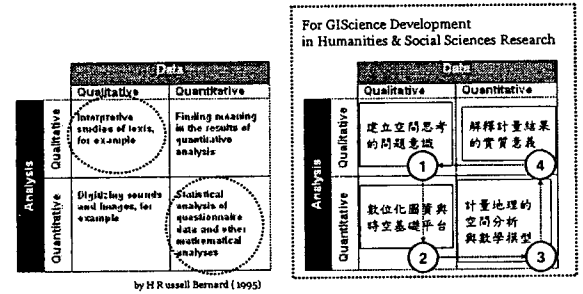 Data
Qualitative
Quantitative
Analysis
Qualitative
Interpretive
studies of texts,
for example
Finding meaning
in the results of
quantitative
analysis
Quantitative
Digitizing sounds
and images, for
example
Statistical
analysis of
questionnaire
data and other
mathematical
analyses
by H Russell Bernard (1995)
For GIScience Development
in Humanities & Social Sciences Research
Data
Qualitative
Quantitative
Analysis
Qualitative
建立空間思考
的問題意識
1
解釋計量結果
的實質意義
4
Quantitative
數位化圖資與
時空基礎平台
2
計量地理的
空間分析
與數學模型
3